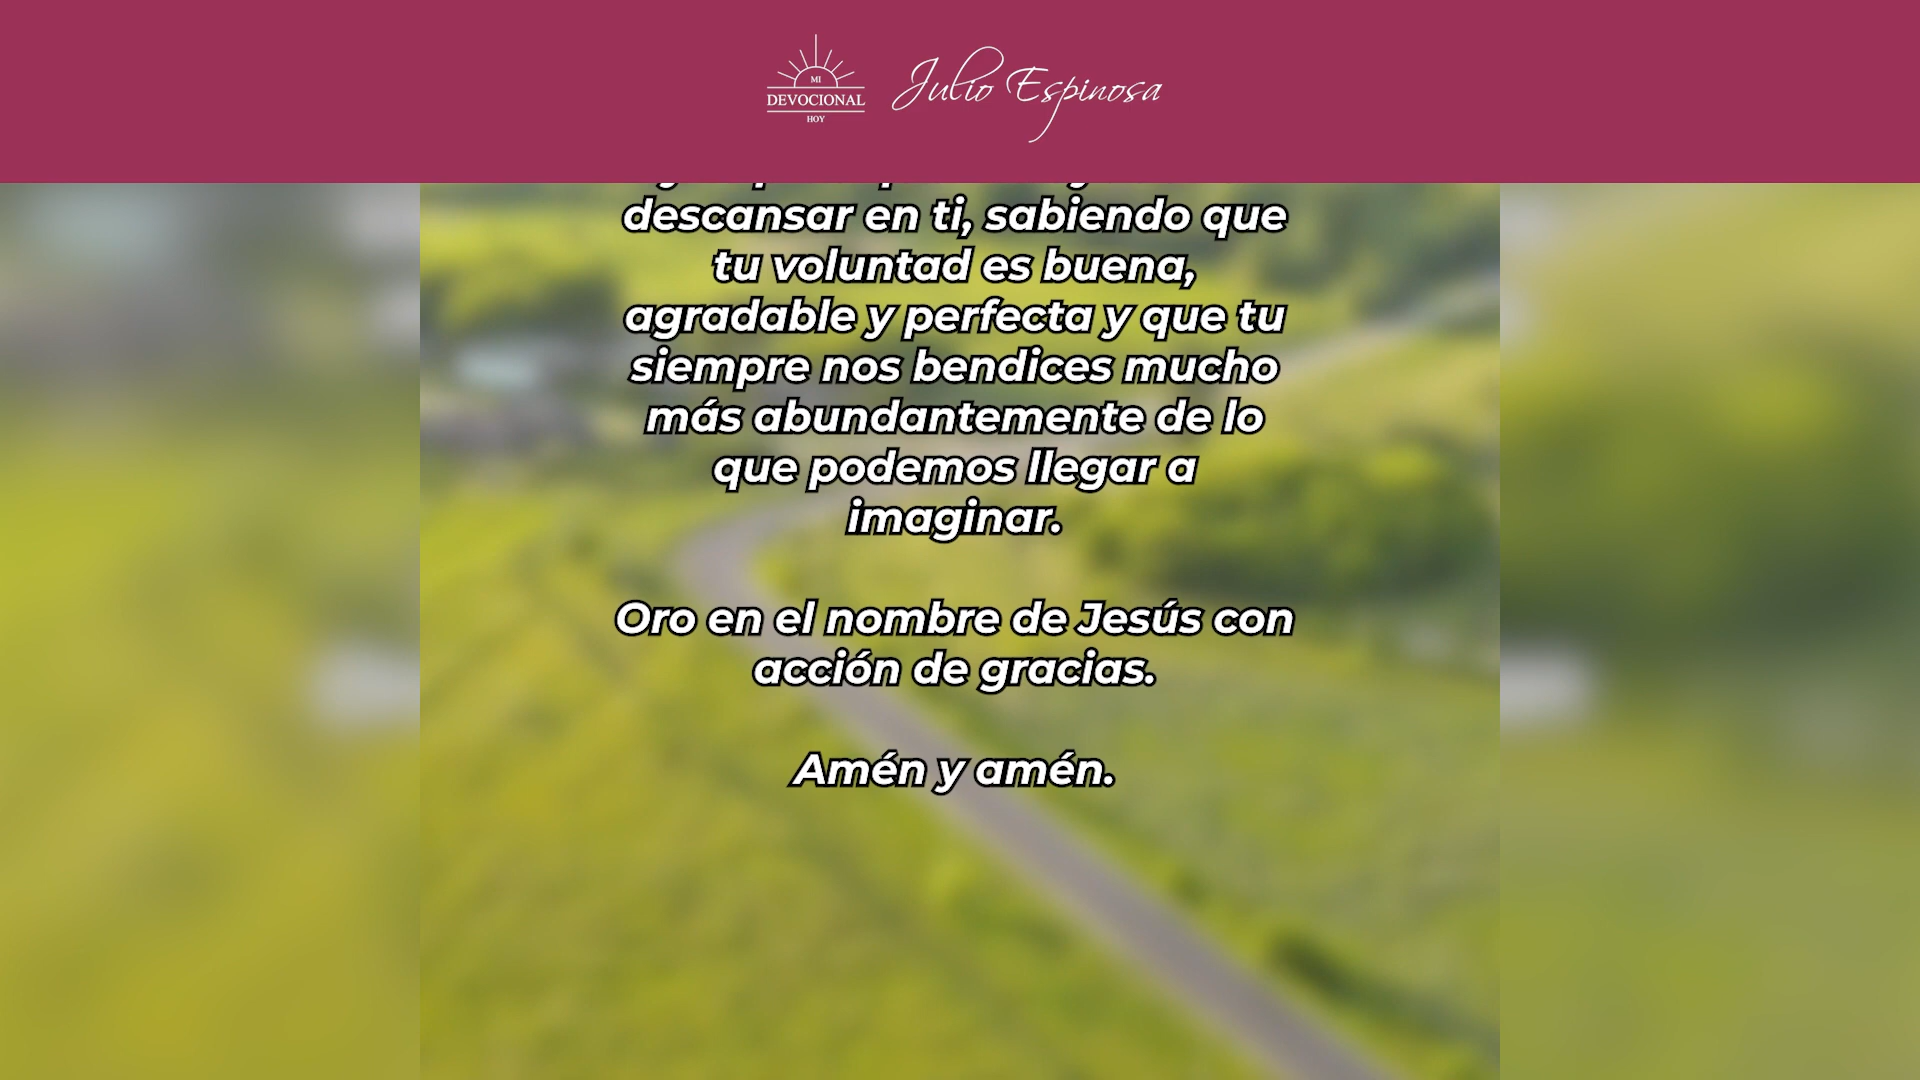 MI
DEVOCIONAL
HOY
Julio Espinosa
descansar en ti, sabiendo que
tu voluntad es buena,
agradable y perfecta y que tu
siempre nos bendices mucho
más abundantemente de lo
que podemos llegar a
imaginar.
Oro en el nombre de Jesús con
acción de gracias.
Amén y amén.